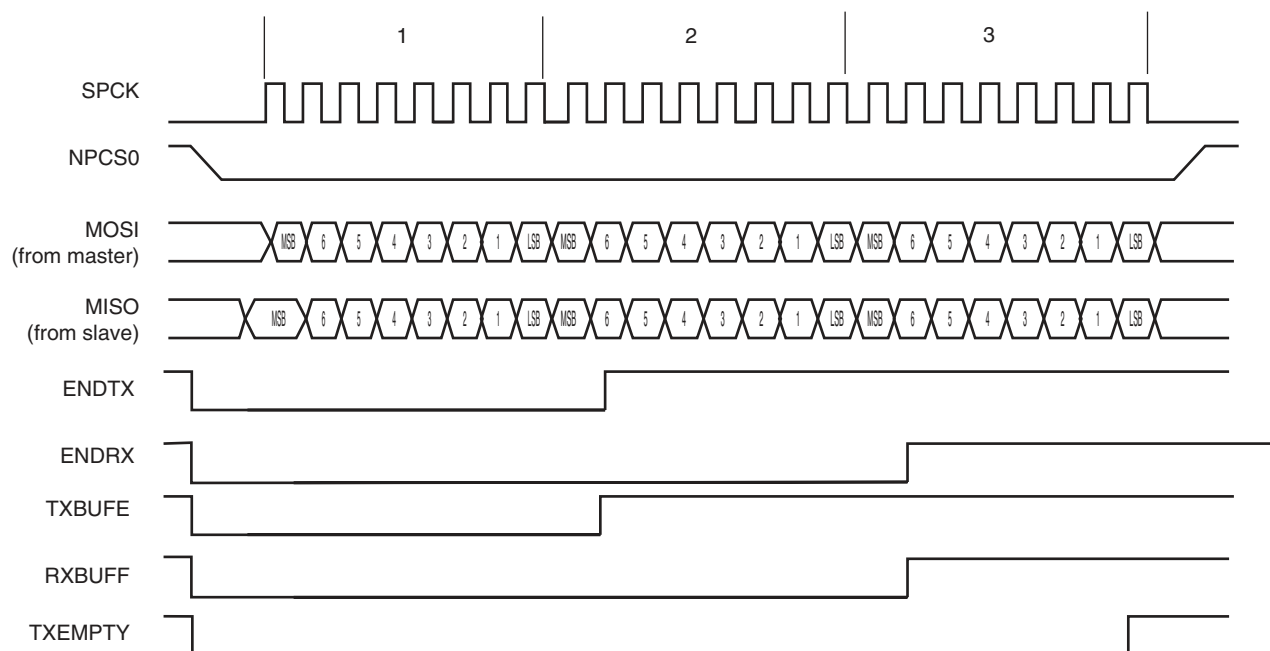 1 2 3
SPCK
NPCS0
MOSI
(from master)
MSB 6 5 4 3 2 1 LSB MSB 6 5 4 3 2 1 LSB MSB 6 5 4 3 2 1 LSB
MISO
(from slave)
MSB 6 5 4 3 2 1 LSB MSB 6 5 4 3 2 1 LSB MSB 6 5 4 3 2 1 LSB
ENDTX
ENDRX
TXBUFE
RXBUFF
TXEMPTY